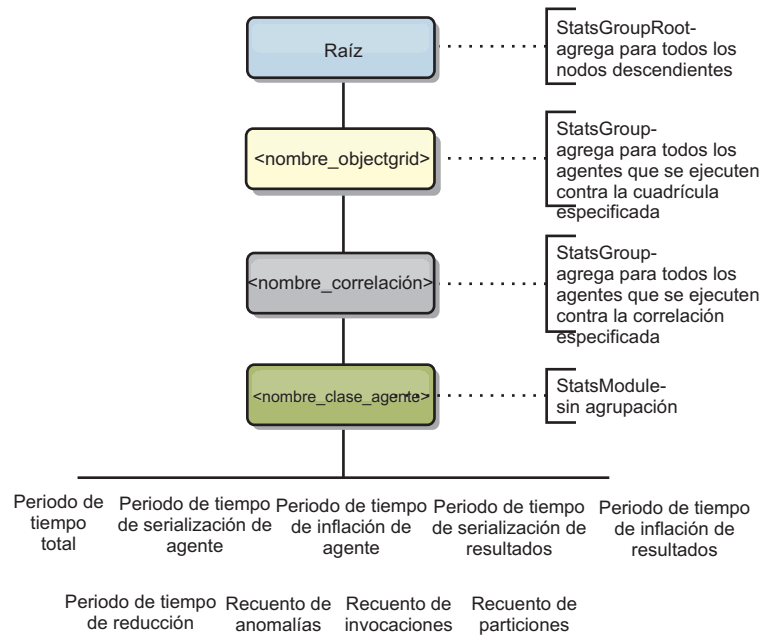 Raíz
StatsGroupRoot-
agrega para todos los
nodos descendientes
<nombre_objectgrid>
StatsGroup-
agrega para todos los
agentes que se ejecuten
contra la cuadrícula
especificada
<nombre_correlación>
StatsGroup-
agrega para todos los
agentes que se ejecuten
contra la correlación
especificada
<nombre_clase_agente>
StatsModule-
sin agrupación
Periodo de
tiempo
total
Periodo de tiempo
de serialización de
agente
Periodo de tiempo
de inflación de
agente
Periodo de tiempo
de serialización de
resultados
Periodo de tiempo
de inflación de
resultados
Periodo de tiempo
de reducción
Recuento de
anomalías
Recuento de
invocaciones
Recuento de
particiones